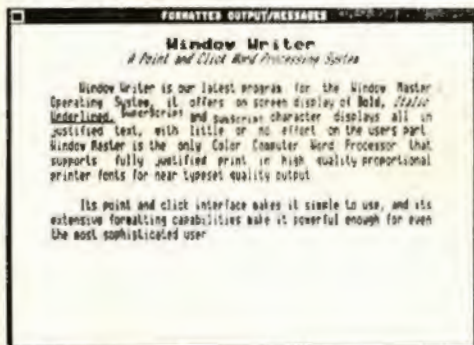 FORMATTED OUTPUT/MESSAGES
Window Writer
A Point and Click Word Processing System
Window Writer is our latest program for the Window Master
Operating System, it offers on screen display of Bold, Italic
Underlined, SuperScript and SubScript character displays all in
justified text, with little or no effort on the users part.
Window Master is the only Color Computer Word Processor that
supports fully justified print in high quality proportional
printer fonts for near typeset quality output
Its point and click interface makes it simple to use, and its
extensive formatting capabilities make it powerful enough for even
the most sophisticated user